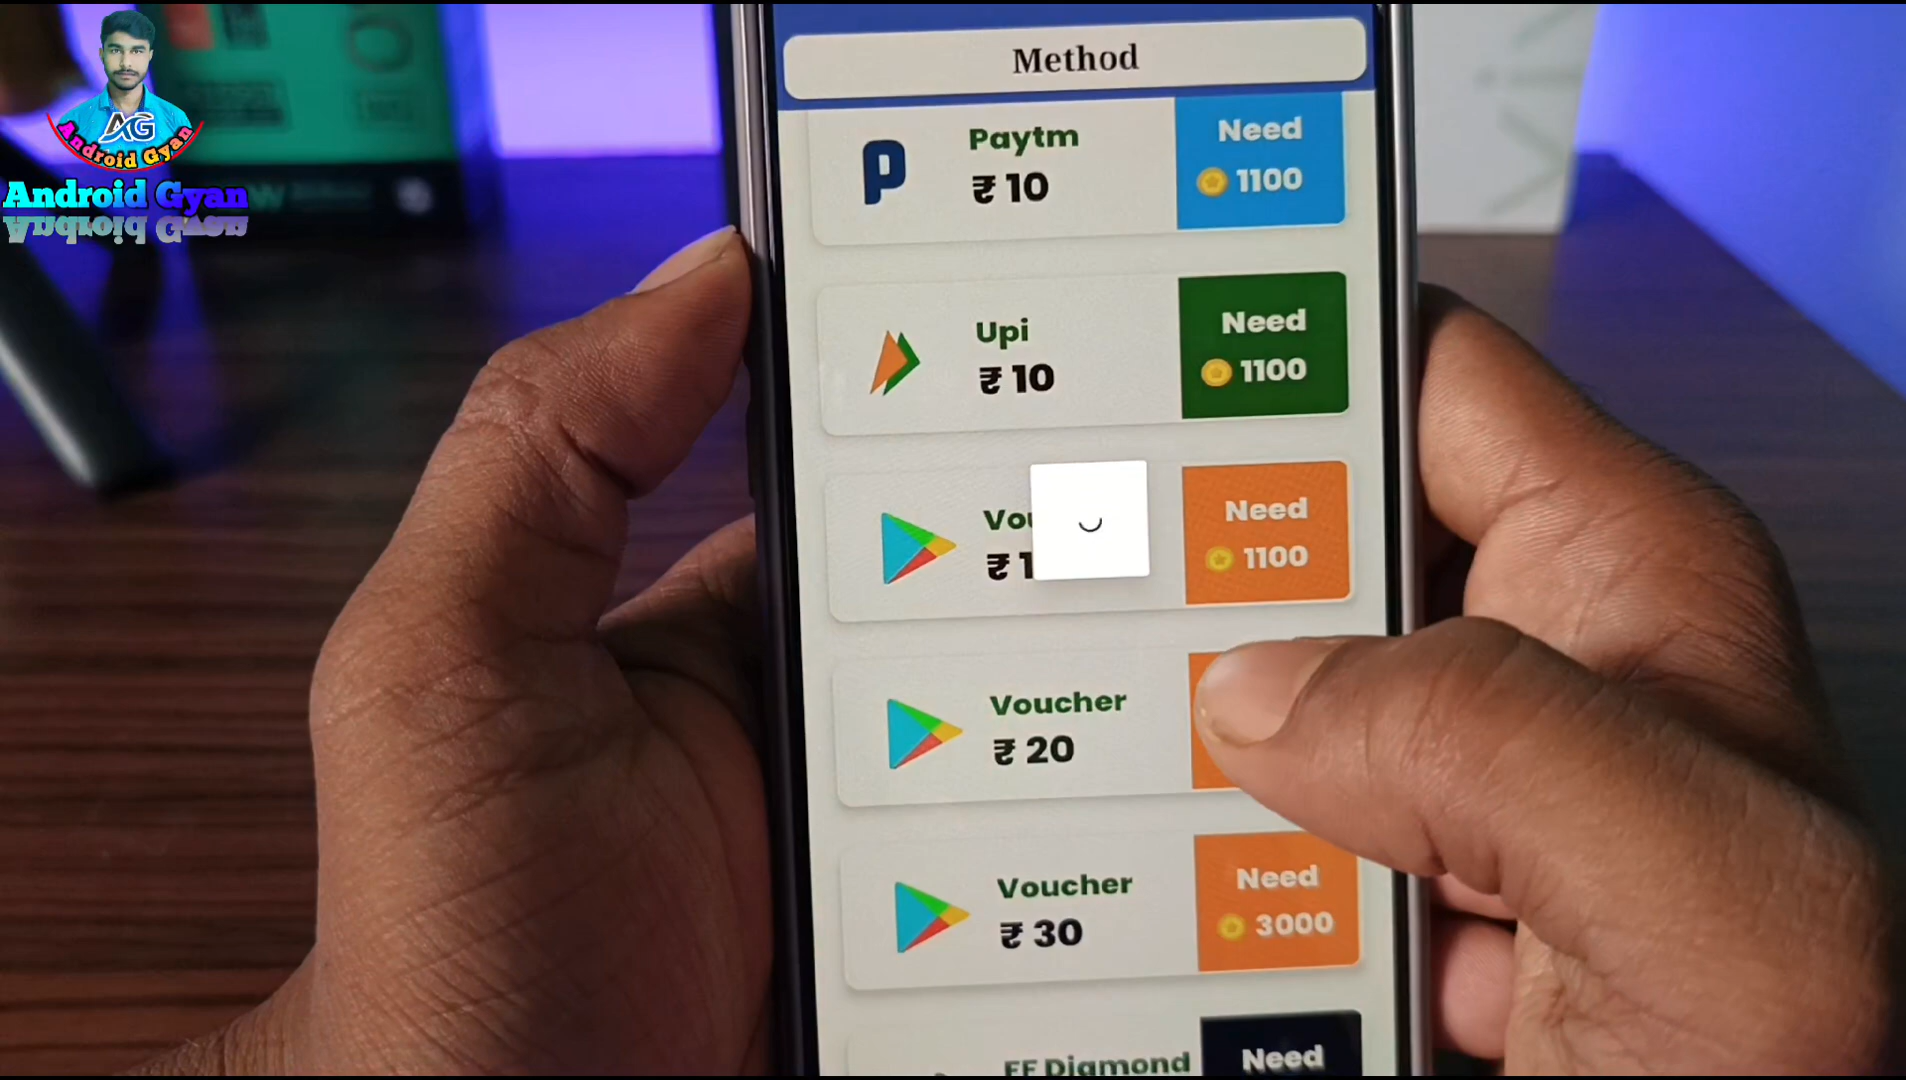 Method
Paytm
₹ 10
Need
1100
Upi
₹ 10
Need
1100
Need
1100
Voucher
₹ 20
Voucher
₹ 30
Need
3000
FF Diamond
Need
AG
Android Gyan
Android Gyan